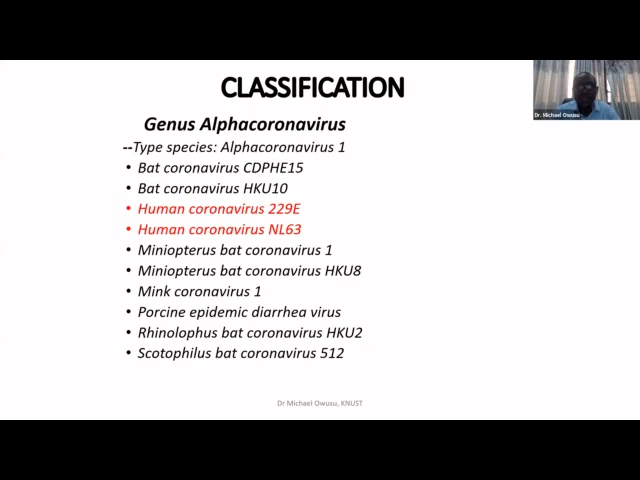 CLASSIFICATION
Dr. Michael Owusu
Genus Alphacoronavirus
--Type species: Alphacoronavirus 1
• Bat coronavirus CDPHE15
• Bat coronavirus HKU10
• Human coronavirus 229E
• Human coronavirus NL63
• Miniopterus bat coronavirus 1
• Miniopterus bat coronavirus HKU8
• Mink coronavirus 1
• Porcine epidemic diarrhea virus
• Rhinolophus bat coronavirus HKU2
• Scotophilus bat coronavirus 512
Dr Michael Owusu, KNUST